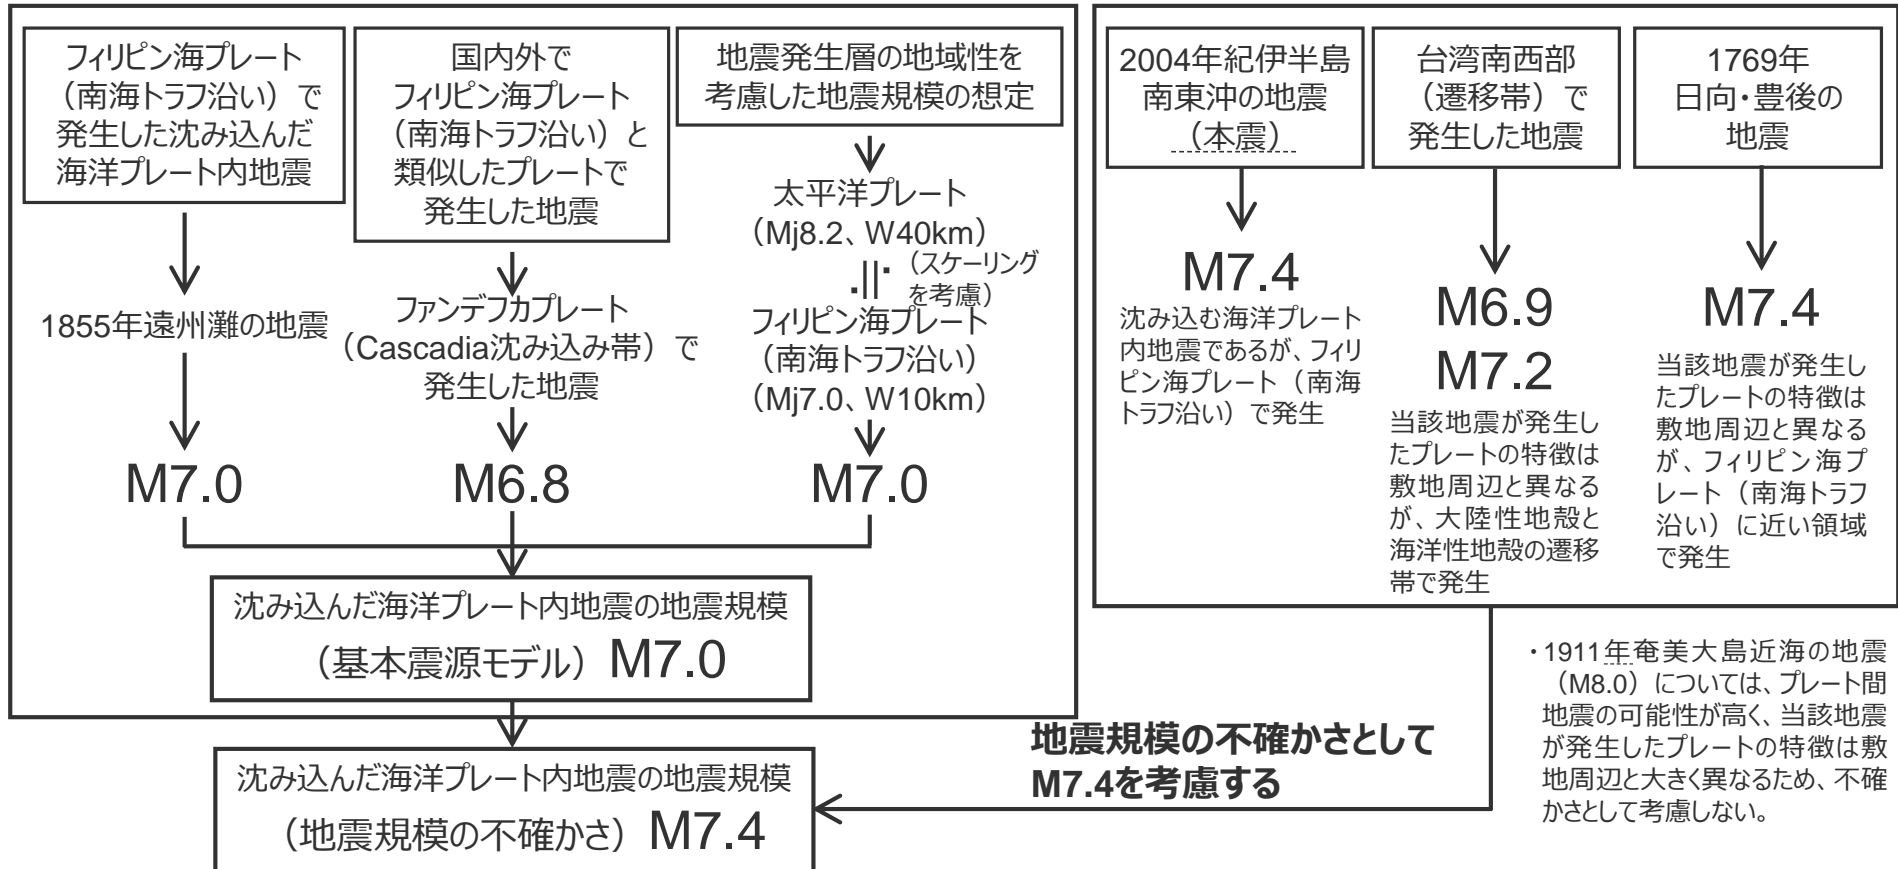 フィリピン海プレート
（南海トラフ沿い）で
発生した沈み込んだ
海洋プレート内地震
1855年遠州灘の地震
M7.0
国内外で
フィリピン海プレート
（南海トラフ沿い）と
類似したプレートで
発生した地震
ファンデフカプレート
（Cascadia沈み込み帯）で
発生した地震
M6.8
地震発生層の地域性を
考慮した地震規模の想定
太平洋プレート
（Mj8.2、W40km）
（スケーリング
を考慮）
フィリピン海プレート
（南海トラフ沿い）
（Mj7.0、W10km）
M7.0
沈み込んだ海洋プレート内地震の地震規模
（基本震源モデル）M7.0
沈み込んだ海洋プレート内地震の地震規模
（地震規模の不確かさ）M7.4
2004年紀伊半島
南東沖の地震
（本震）
M7.4
沈み込む海洋プレート
内地震であるが、フィリ
ピン海プレート（南海
トラフ沿い）で発生
台湾南西部
（遷移帯）で
発生した地震
M6.9
M7.2
当該地震が発生し
たプレートの特徴は
敷地周辺と異なる
が、大陸性地殻と
海洋性地殻の遷移
帯で発生
1769年
日向・豊後の
地震
M7.4
当該地震が発生し
たプレートの特徴は
敷地周辺と異なる
が、フィリピン海プ
レート（南海トラフ
沿い）に近い領域
で発生
地震規模の不確かさとして
M7.4を考慮する
・1911年奄美大島近海の地震
（M8.0）については、プレート間
地震の可能性が高く、当該地震
が発生したプレートの特徴は敷
地周辺と大きく異なるため、不確
かさとして考慮しない。